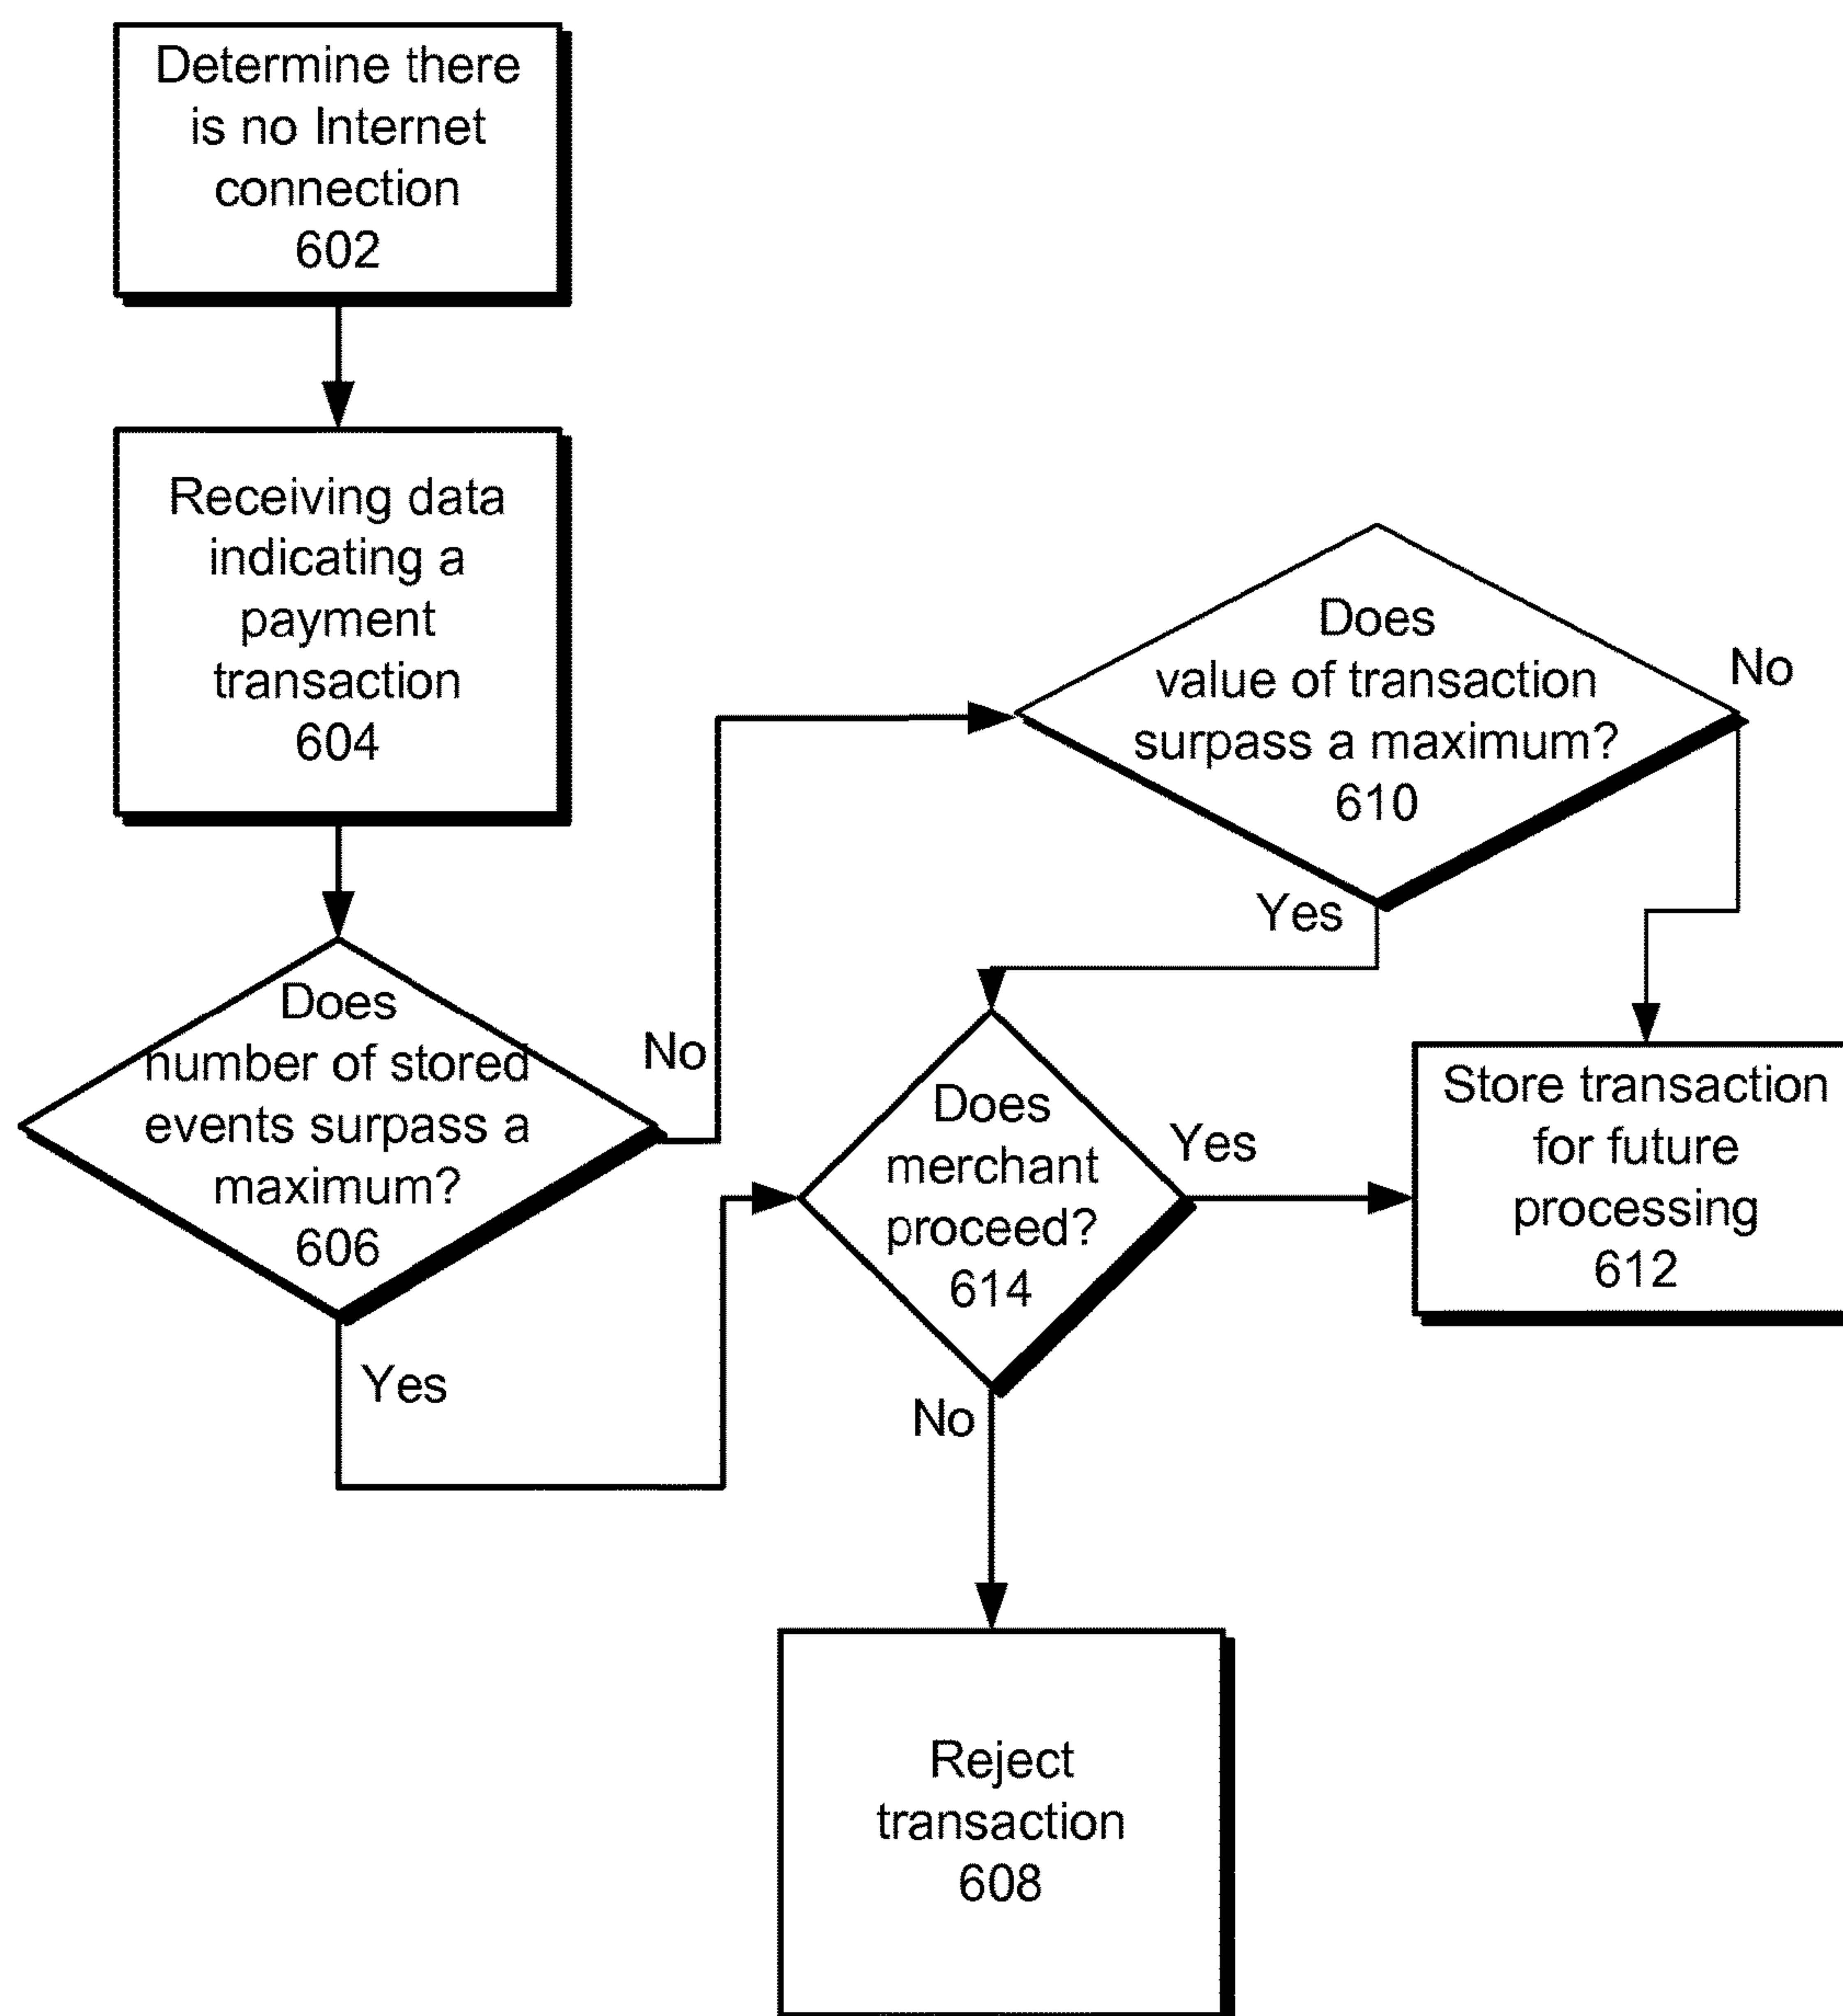 Determine there
is no Internet
connection
602
Receiving data
indicating a
payment
transaction
604
Does
number of stored
events surpass a
maximum?
606
No
Yes
Does
value of transaction
surpass a maximum?
610
No
Yes
Does
merchant
proceed?
614
Yes
No
Store transaction
for future
processing
612
Reject
transaction
608